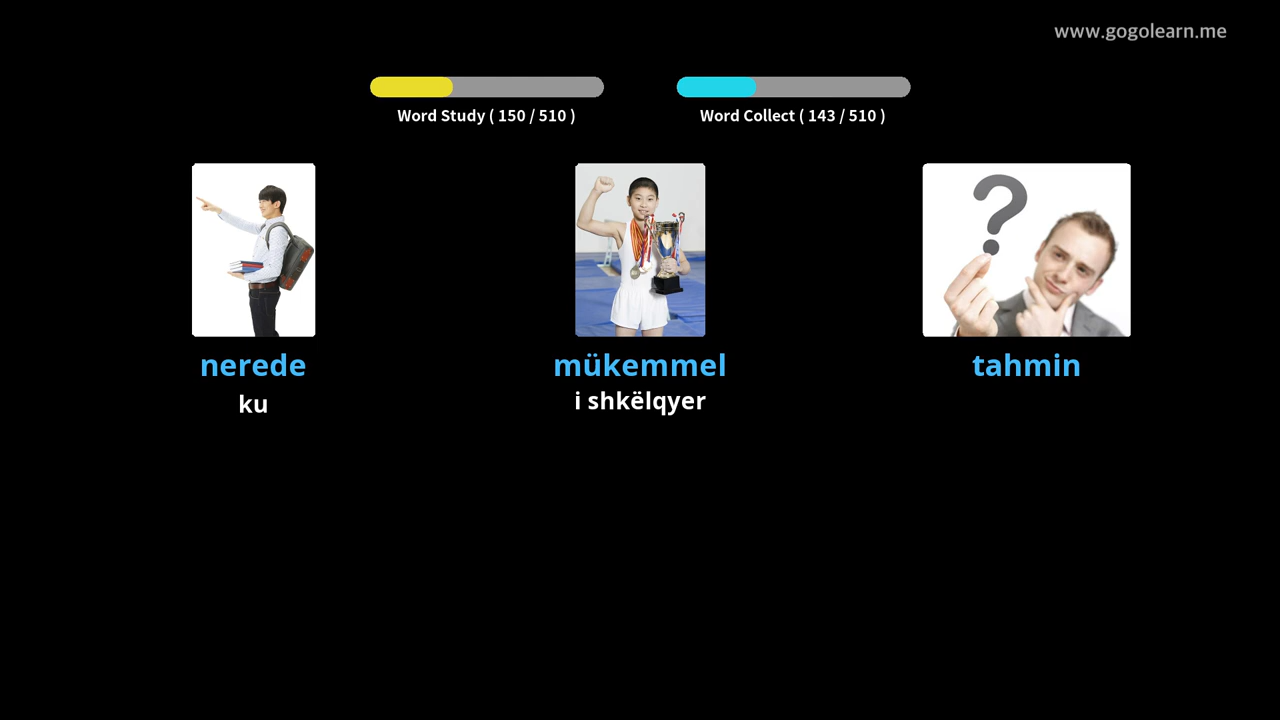 www.gogolearn.me
Word Study ( 150 / 510 )
Word Collect ( 143 / 510 )
nerede
ku
mükemmel
i shkëlqyer
tahmin